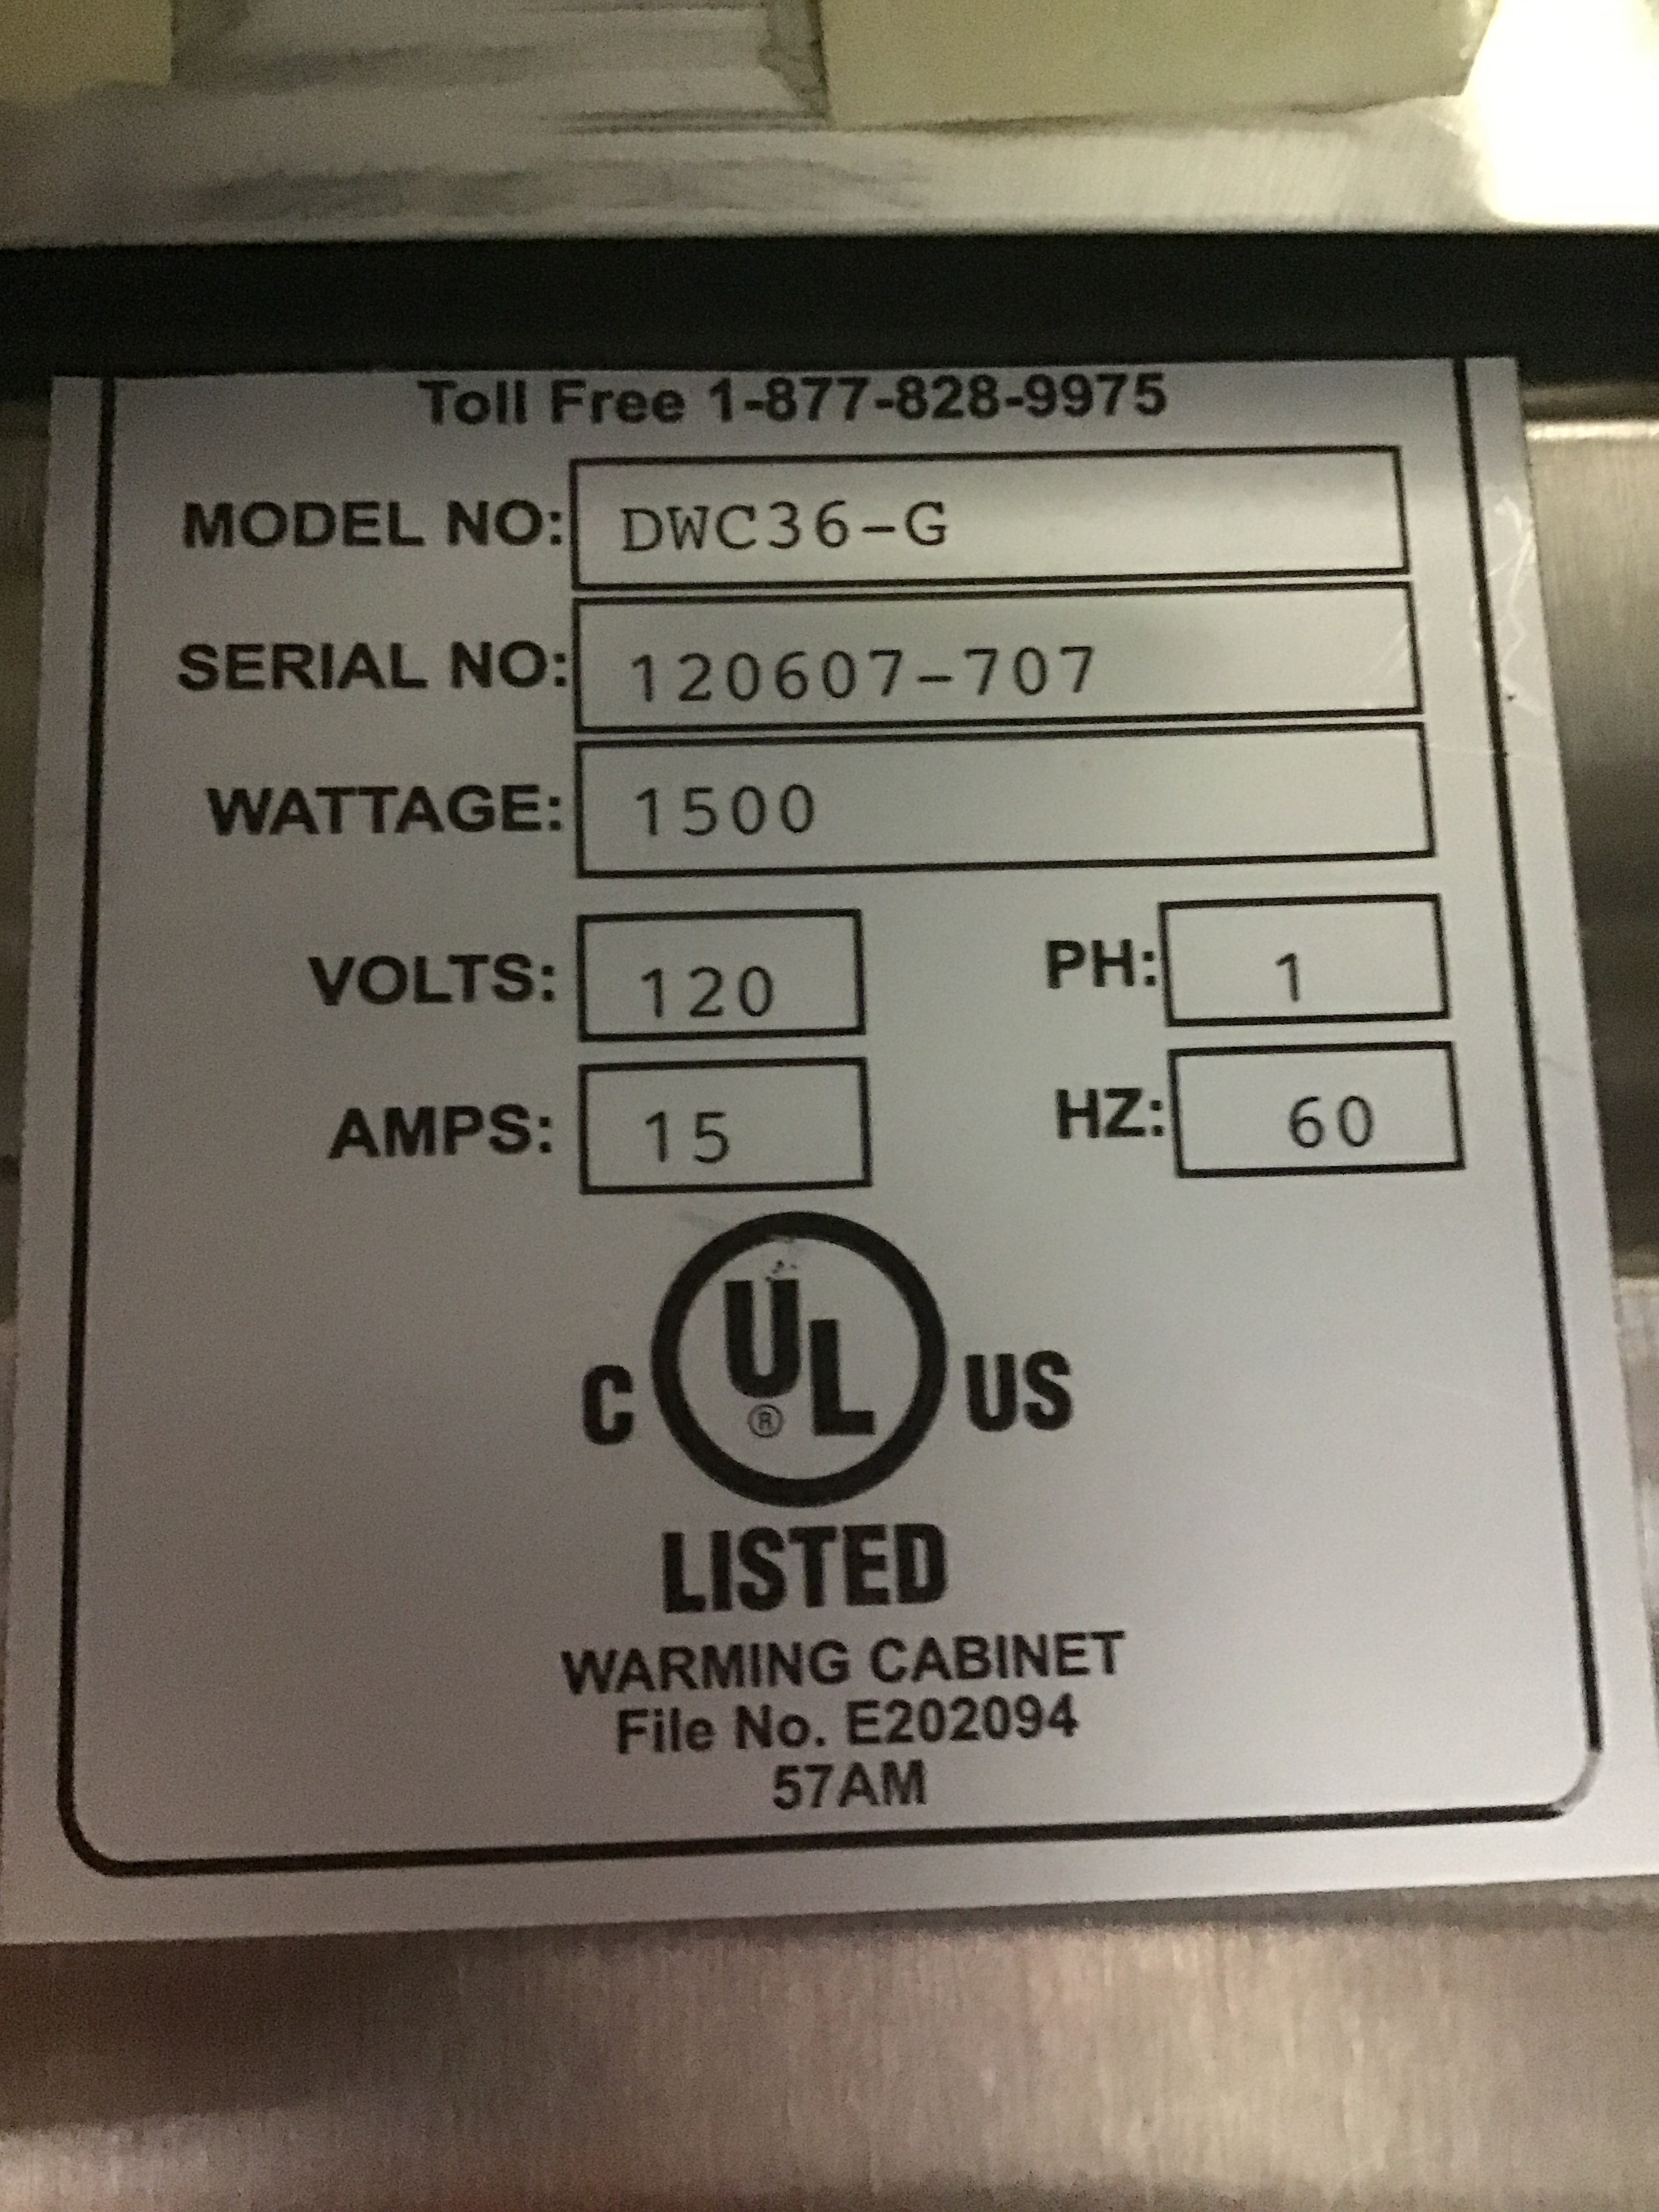 Toll Free 1-877-828-9975
MODEL NO: DWC36-G
SERIAL NO: 120607-707
WATTAGE: 1500
VOLTS: 120 PH: 1
AMPS: 15 HZ: 60
C UL® US
LISTED
WARMING CABINET
File No. E202094
57AM